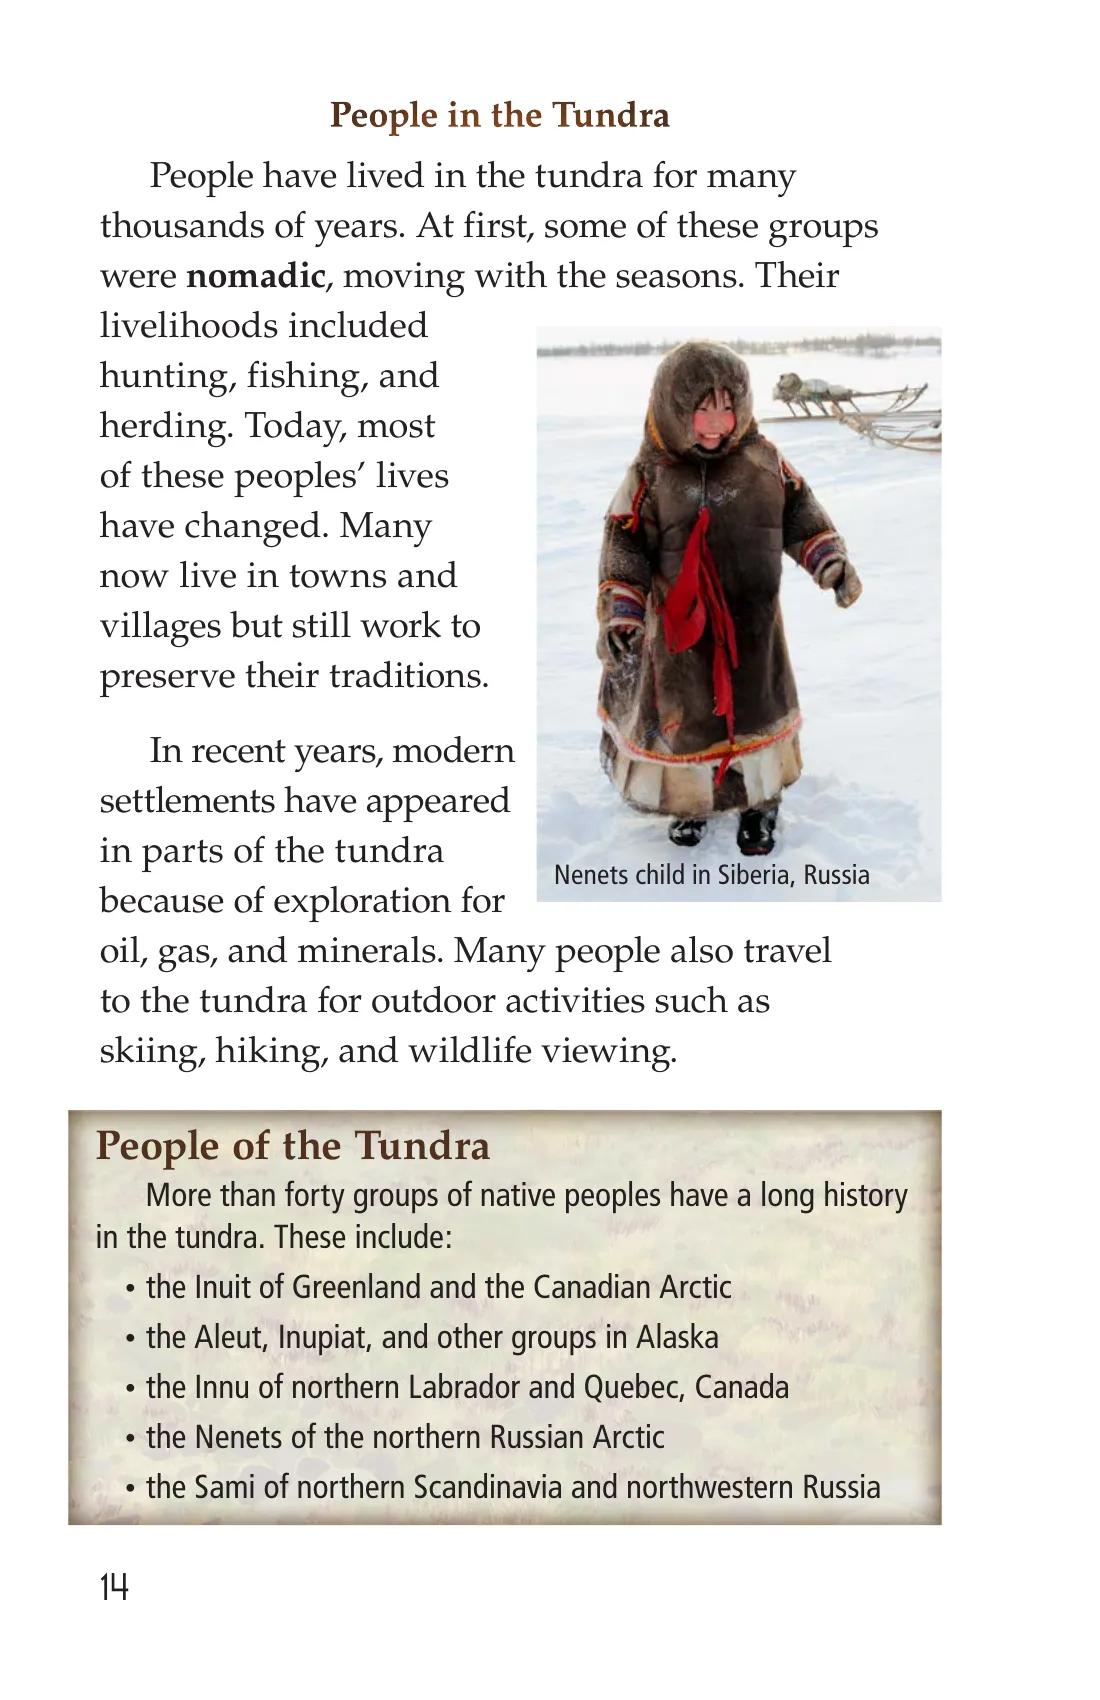 People in the Tundra
People have lived in the tundra for many
thousands of years. At first, some of these groups
were nomadic, moving with the seasons. Their
livelihoods included
hunting, fishing, and
herding. Today, most
of these peoples’ lives
have changed. Many
now live in towns and
villages but still work to
preserve their traditions.
In recent years, modern
settlements have appeared
in parts of the tundra
because of exploration for
oil, gas, and minerals. Many people also travel
to the tundra for outdoor activities such as
skiing, hiking, and wildlife viewing.
Nenets child in Siberia, Russia
People of the Tundra
More than forty groups of native peoples have a long history
in the tundra. These include:
• the Inuit of Greenland and the Canadian Arctic
• the Aleut, Inupiat, and other groups in Alaska
• the Innu of northern Labrador and Quebec, Canada
• the Nenets of the northern Russian Arctic
• the Sami of northern Scandinavia and northwestern Russia
14